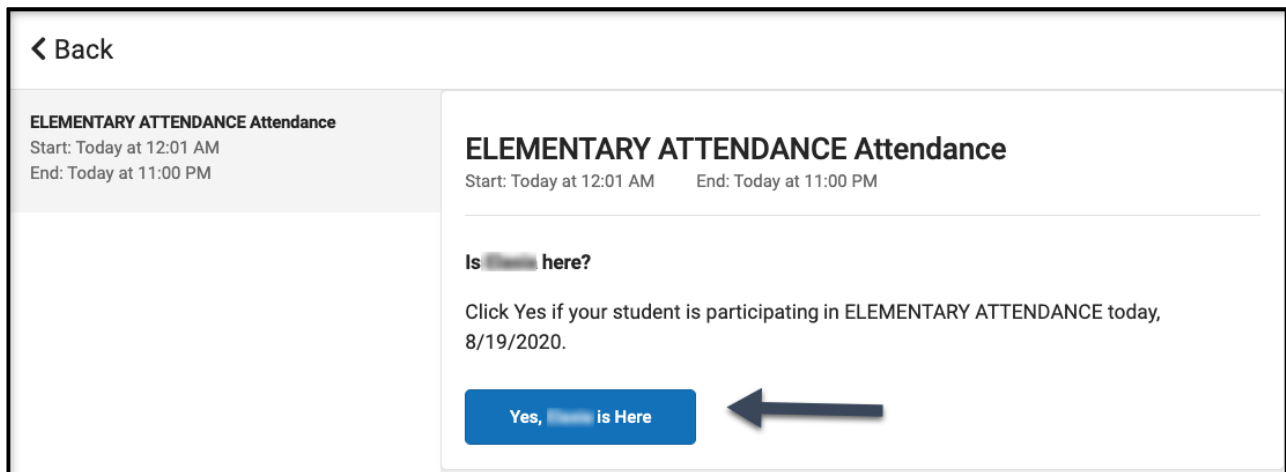 Back
ELEMENTARY ATTENDANCE Attendance
Start: Today at 12:01 AM
End: Today at 11:00 PM
ELEMENTARY ATTENDANCE Attendance
Start: Today at 12:01 AM End: Today at 11:00 PM
Is here?
Click Yes if your student is participating in ELEMENTARY ATTENDANCE today,
8/19/2020.
Yes, is Here